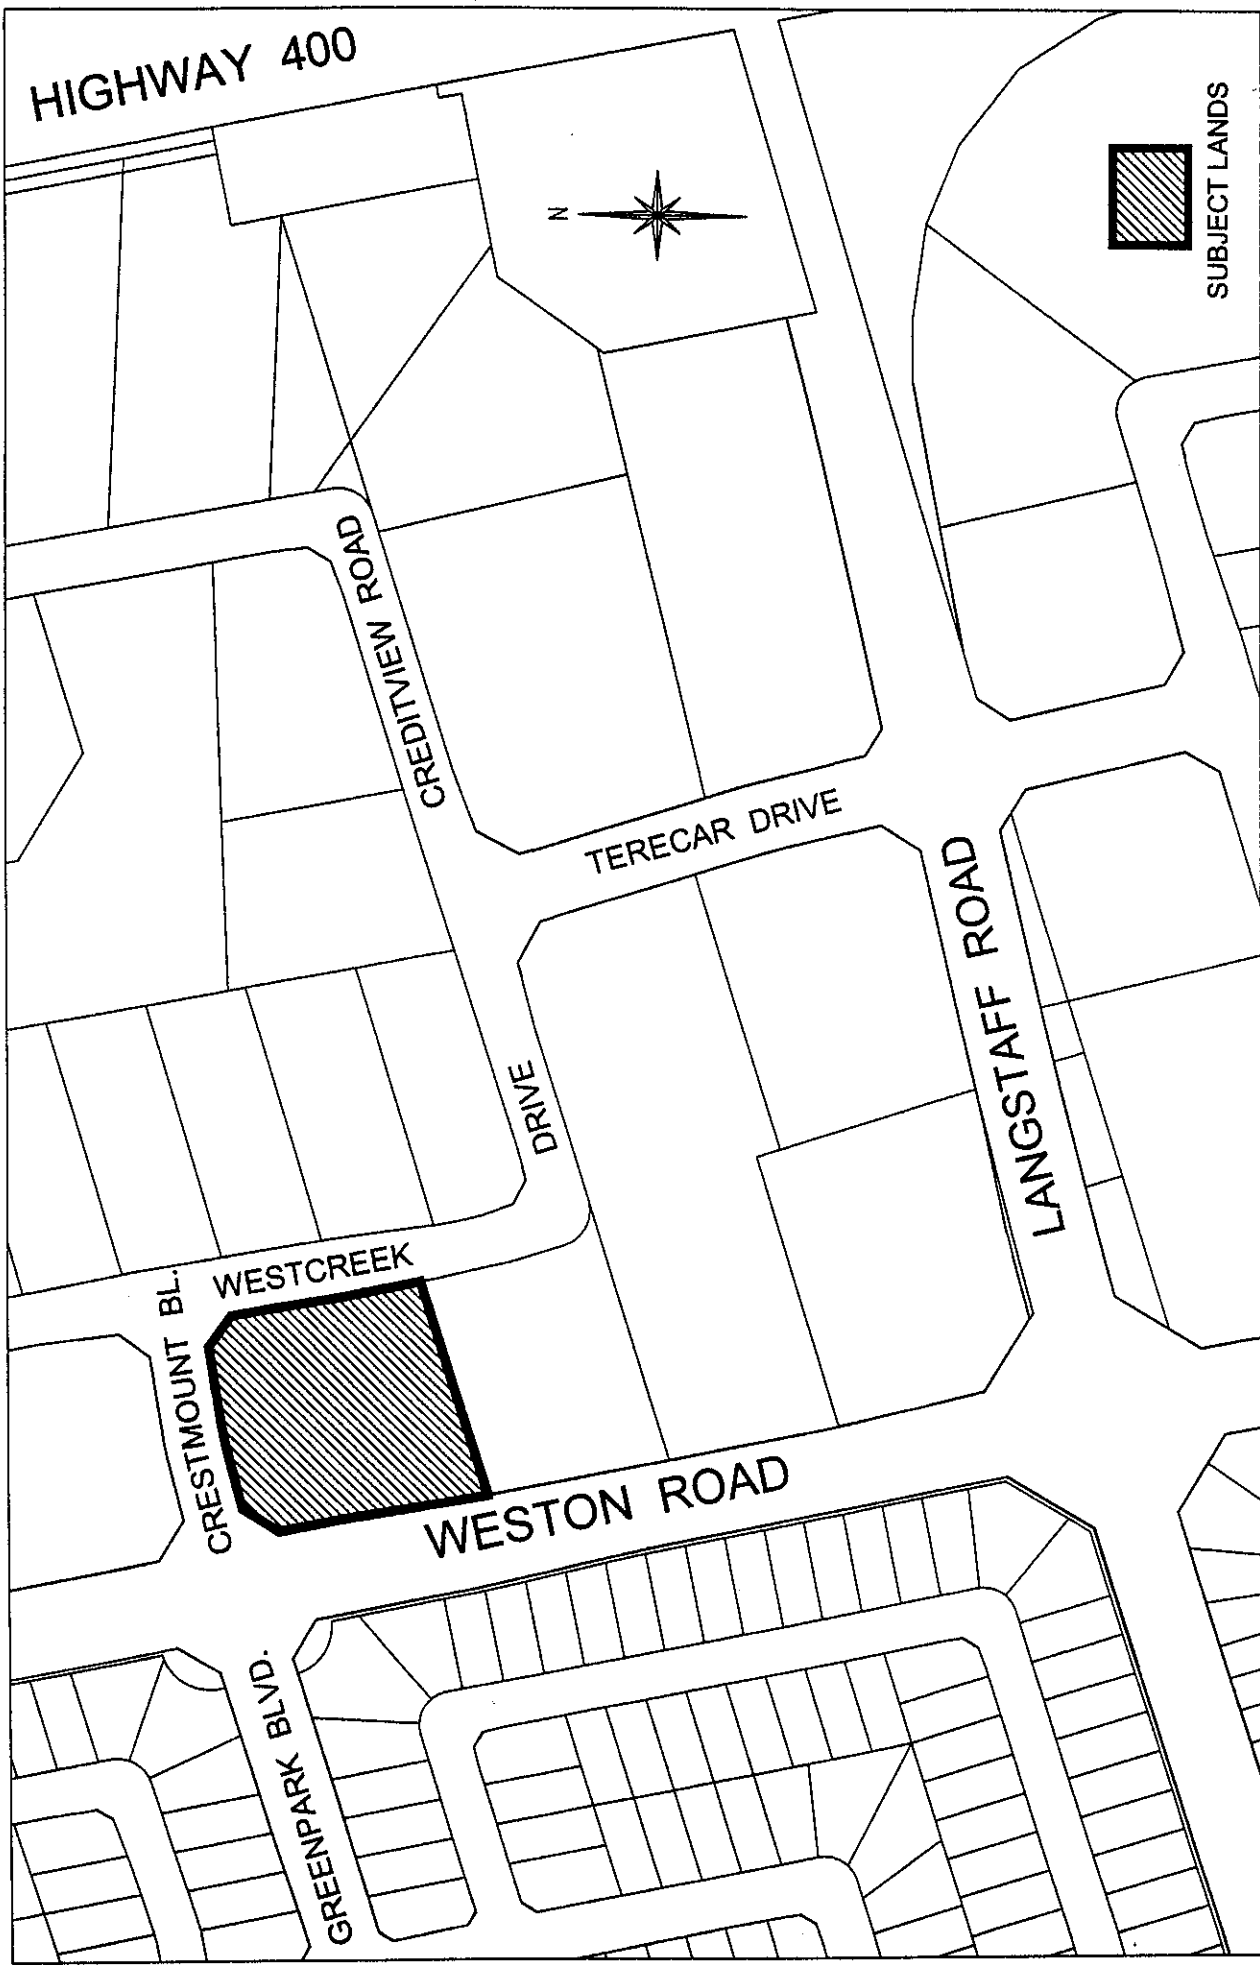 HIGHWAY 400
N
SUBJECT LANDS
CREDITVIEW ROAD
TERECAR DRIVE
LANGSTAFF ROAD
DRIVE
WESTCREEK
CRESTMOUNT BL.
WESTON ROAD
GREENPARK BLVD.